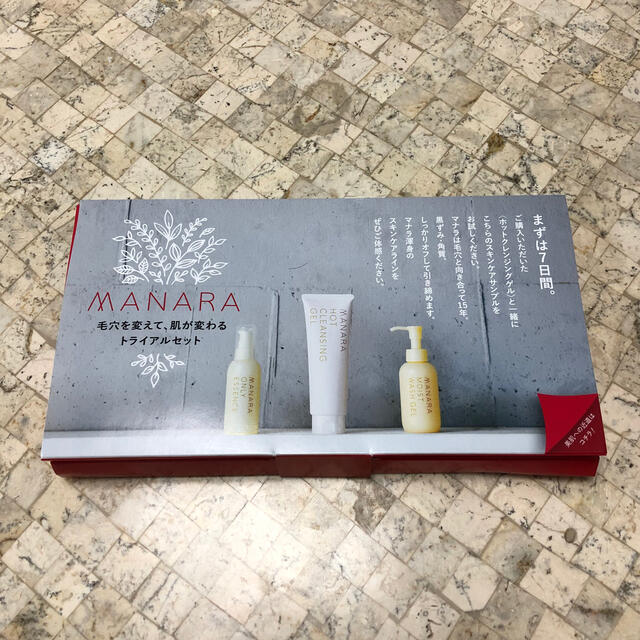 MANARA
毛穴を変えて、肌が変わる
トライアルセット
まずは7日間。
ご購入いただいた
〈ホットクレンジングゲル〉と一緒に
こちらのスキンケアサンプルを
お試しください。
マナラは毛穴と向き合って15年。
黒ずみ・角質、
しっかりオフして引き締めます。
マナラ渾身の
スキンケアラインを
ぜひご体感ください。
MANARA
ONLY
ESSENCE
MANARA
HOT
CLEANSING
GEL
MANARA
MOIST
WASH GEL
美肌への近道は
コチラ♪